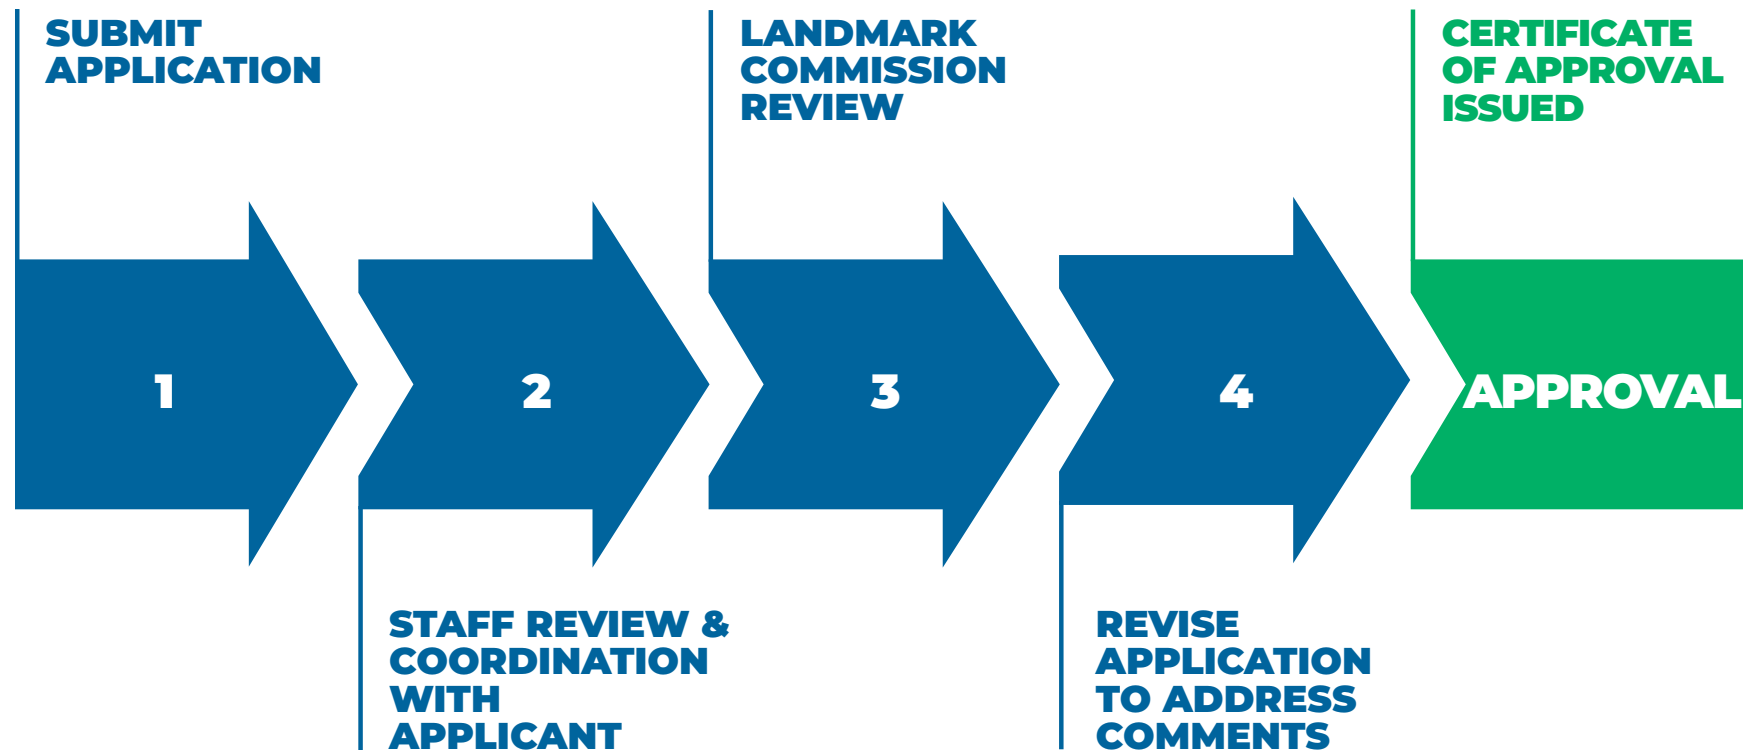 SUBMIT
APPLICATION
LANDMARK
COMMISSION
REVIEW
CERTIFICATE
OF APPROVAL
ISSUED
1
2
3
4
APPROVAL
STAFF REVIEW &
COORDINATION
WITH
APPLICANT
REVISE
APPLICATION
TO ADDRESS
COMMENTS